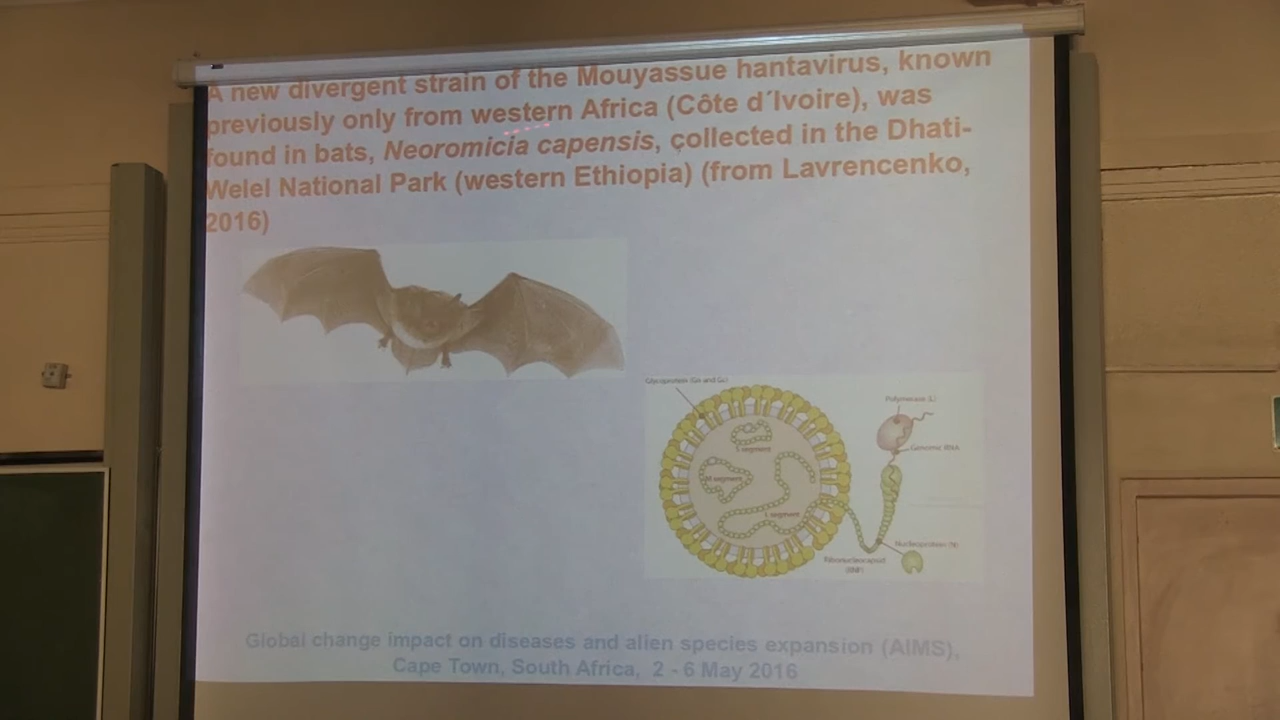 A new divergent strain of the Mouyassue hantavirus, known
previously only from western Africa (Côte d´Ivoire), was
found in bats, Neoromicia capensis, collected in the Dhati-
Welel National Park (western Ethiopia) (from Lavrencenko,
2016)
Glycoprotein (Gn and Gc)
Polymerase (L)
S segment
Genomic RNA
M segment
L segment
Nucleoprotein (N)
Ribonucleocapsid
(RNP)
Global change impact on diseases and alien species expansion (AIMS),
Cape Town, South Africa, 2 - 6 May 2016